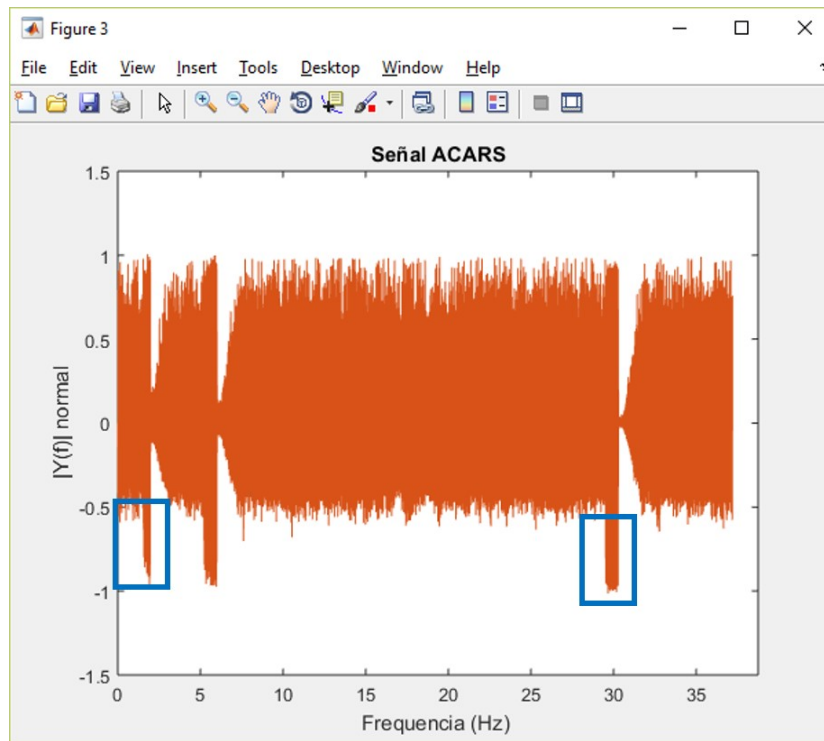 Figure 3
File Edit View Insert Tools Desktop Window Help
Señal ACARS
1.5
1
0.5
0
-0.5
-1
-1.5
|Y(f)| normal
0 5 10 15 20 25 30 35
Frequencia (Hz)